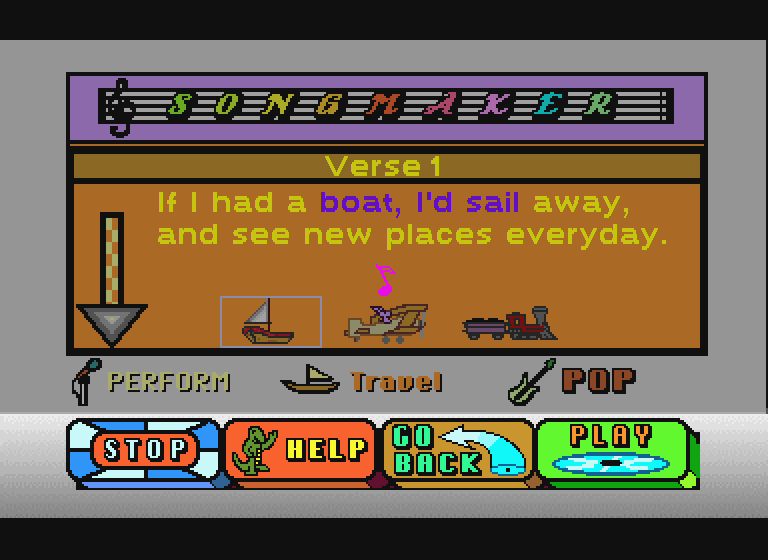 SONGMAKER
Verse 1
If I had a boat, I'd sail away,
and see new places everyday.
PERFORM Travel POP
STOP HELP GO BACK PLAY